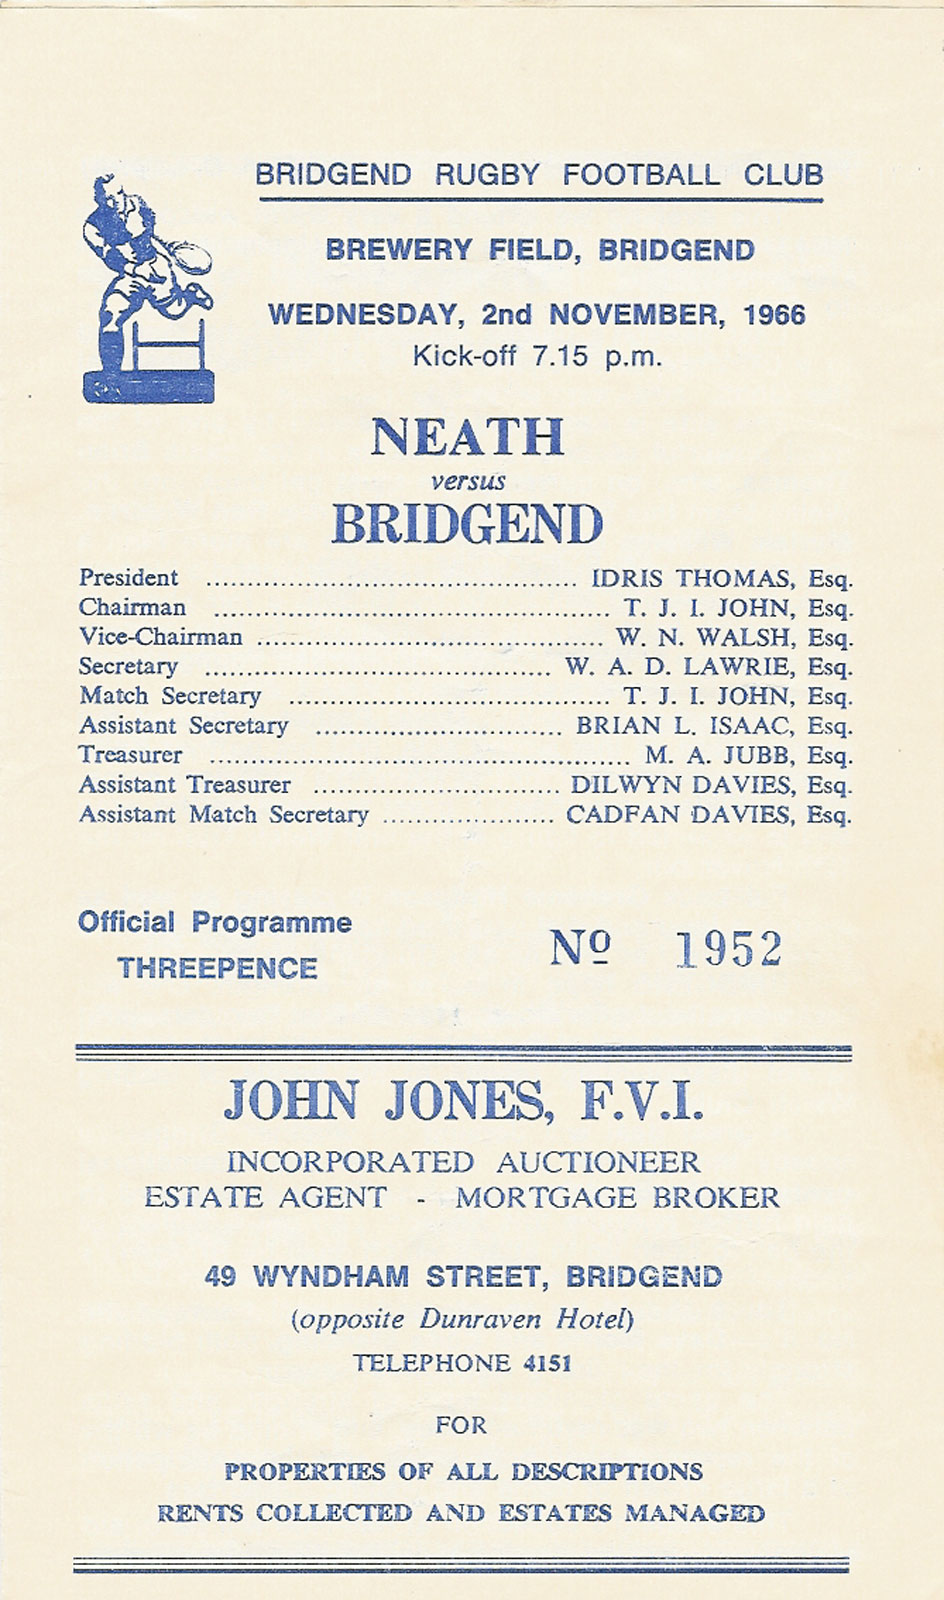 BRIDGEND RUGBY FOOTBALL CLUB
BREWERY FIELD, BRIDGEND
WEDNESDAY, 2nd NOVEMBER, 1966
Kick-off 7.15 p.m.
NEATH
versus
BRIDGEND
President ............................................ IDRIS THOMAS, Esq.
Chairman .............................................. T. J. I. JOHN, Esq.
Vice-Chairman ........................................ W. N. WALSH, Esq.
Secretary ........................................ W. A. D. LAWRIE, Esq.
Match Secretary ..................................... T. J. I. JOHN, Esq.
Assistant Secretary ............................. BRIAN L. ISAAC, Esq.
Treasurer ................................................. M. A. JUBB, Esq.
Assistant Treasurer ............................. DILWYN DAVIES, Esq.
Assistant Match Secretary .................... CADFAN DAVIES, Esq.
Official Programme
THREEPENCE
Nº 1952
JOHN JONES, F.V.I.
INCORPORATED AUCTIONEER
ESTATE AGENT - MORTGAGE BROKER
49 WYNDHAM STREET, BRIDGEND
(opposite Dunraven Hotel)
TELEPHONE 4151
FOR
PROPERTIES OF ALL DESCRIPTIONS
RENTS COLLECTED AND ESTATES MANAGED